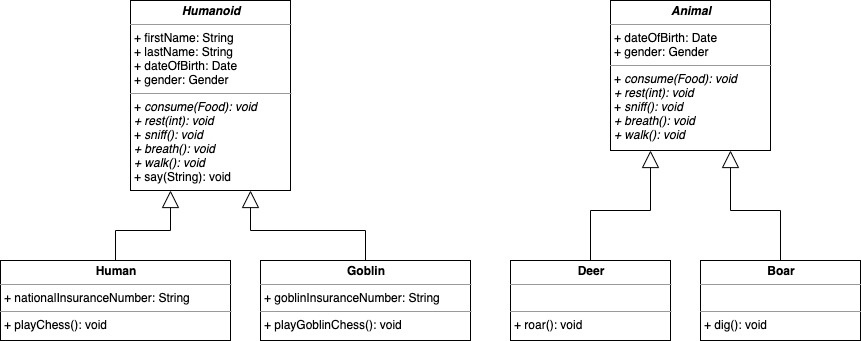 Humanoid
+ firstName: String
+ lastName: String
+ dateOfBirth: Date
+ gender: Gender
+ consume(Food): void
+ rest(int): void
+ sniff(): void
+ breath(): void
+ walk(): void
+ say(String): void
Animal
+ dateOfBirth: Date
+ gender: Gender
+ consume(Food): void
+ rest(int): void
+ sniff(): void
+ breath(): void
+ walk(): void
Human
+ nationalInsuranceNumber: String
+ playChess(): void
Goblin
+ goblinInsuranceNumber: String
+ playGoblinChess(): void
Deer
+ roar(): void
Boar
+ dig(): void